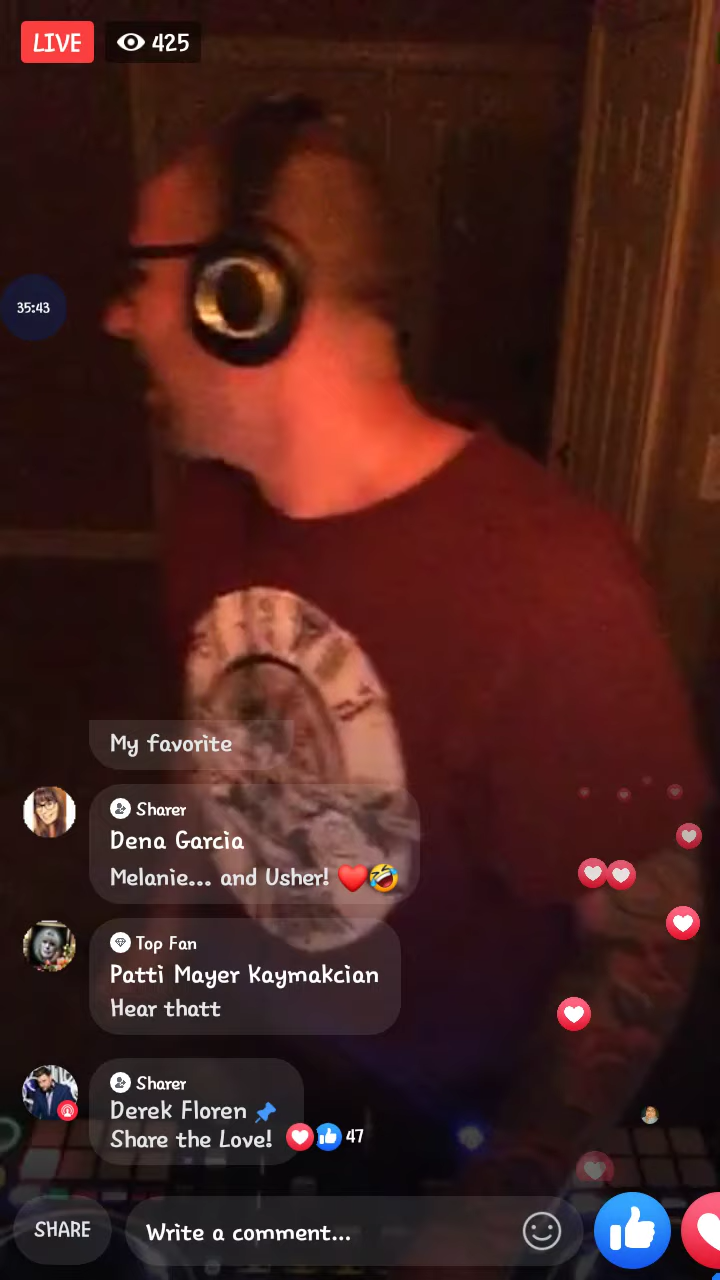 LIVE 425
35:43
My favorite
Sharer
Dena Garcia
Melanie... and Usher! ❤️🤣
Top Fan
Patti Mayer Kaymakcian
Hear thatt
Sharer
Derek Floren 📌
Share the Love! 47
SHARE Write a comment...